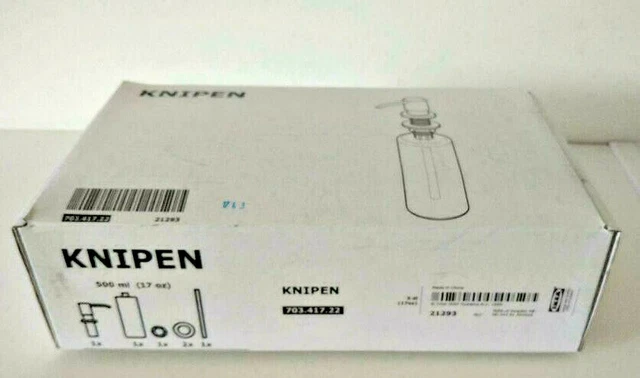 KNIPEN
703.417.22 21293
KNIPEN
500 ml (17 oz)
1x 1x 1x 2x 1x
KNIPEN
703.417.22
Made in China
21293
IKEA